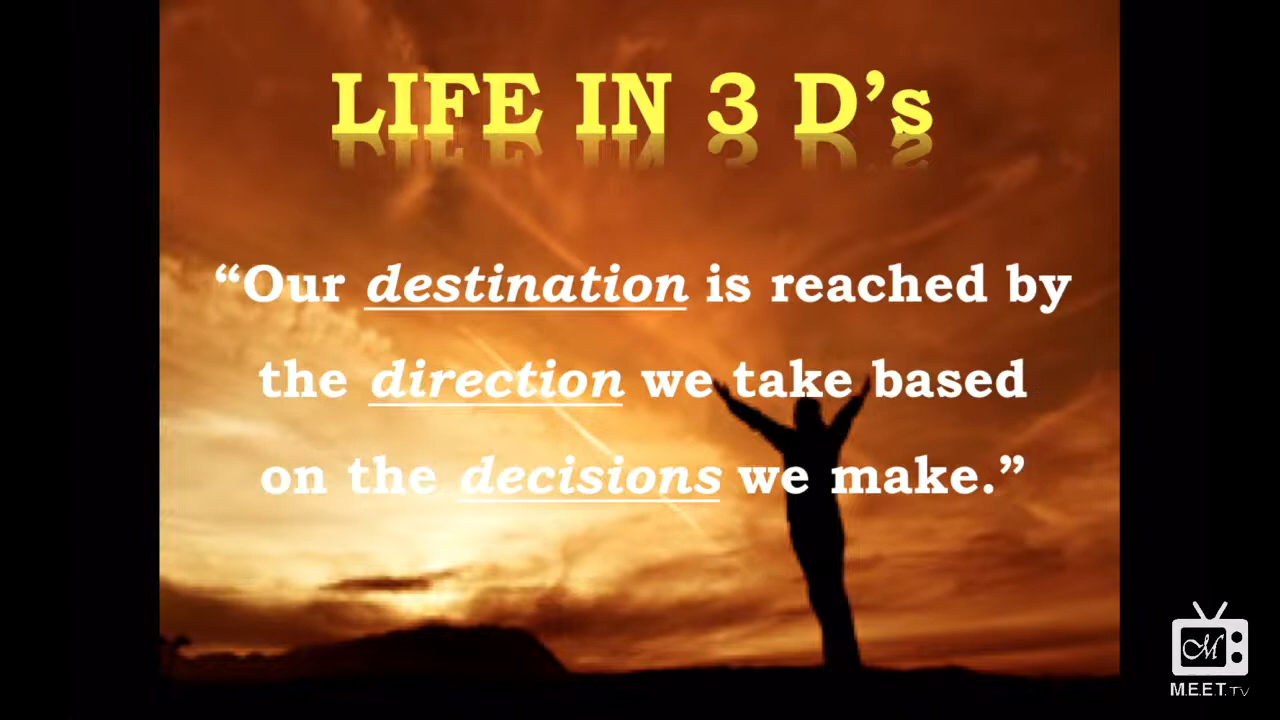 LIFE IN 3 D’s
“Our destination is reached by
the direction we take based
on the decisions we make.”
M
M.E.E.T.TV